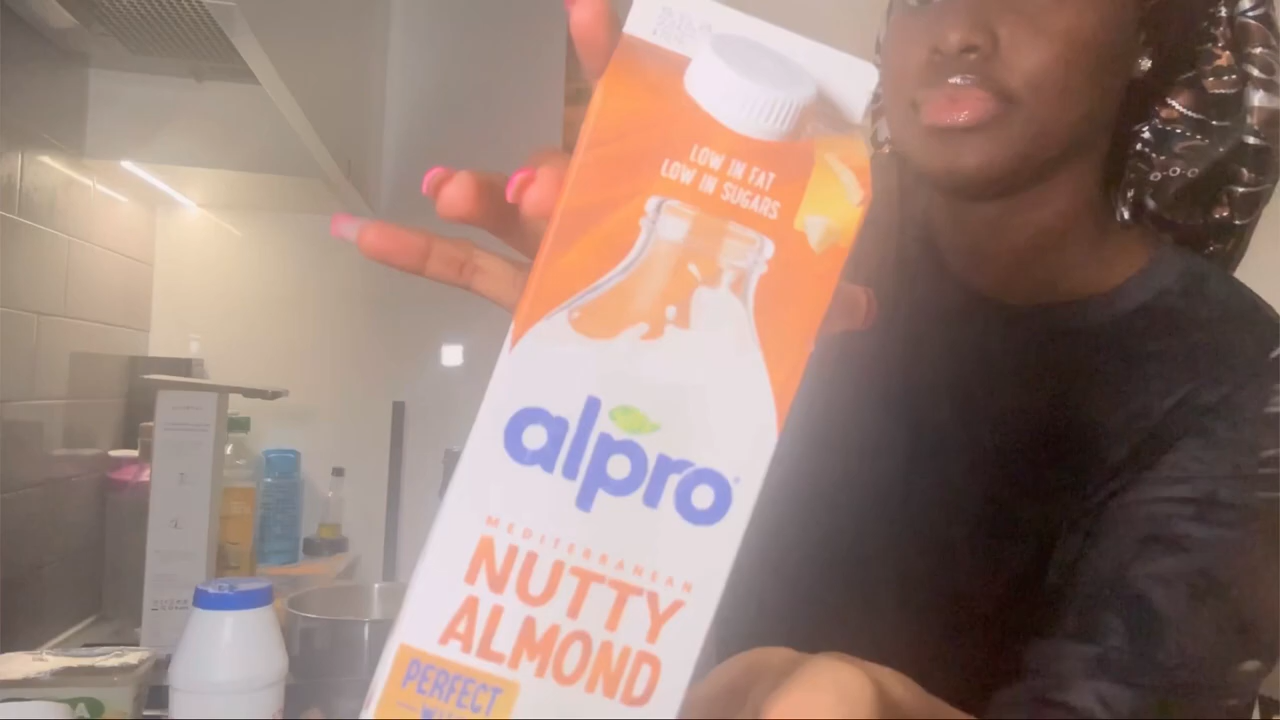 LOW IN FAT
LOW IN SUGARS
alpro
MEDITERRANEAN
NUTTY
ALMOND
PERFECT